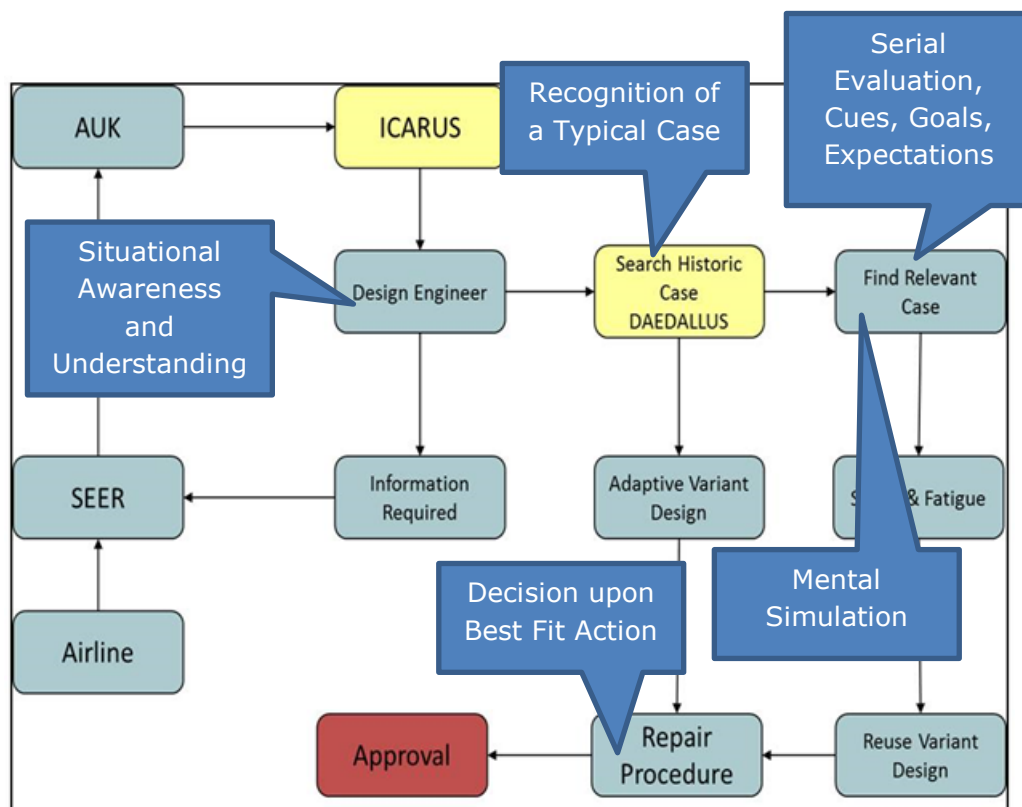 Serial
Evaluation,
Cues, Goals,
Expectations
Recognition of
a Typical Case
AUK
ICARUS
Situational
Awareness
and
Understanding
Design Engineer
Search Historic
Case
DAEDALLUS
Find Relevant
Case
SEER
Information
Required
Adaptive Variant
Design
& Fatigue
Mental
Simulation
Decision upon
Best Fit Action
Airline
Approval
Repair
Procedure
Reuse Variant
Design